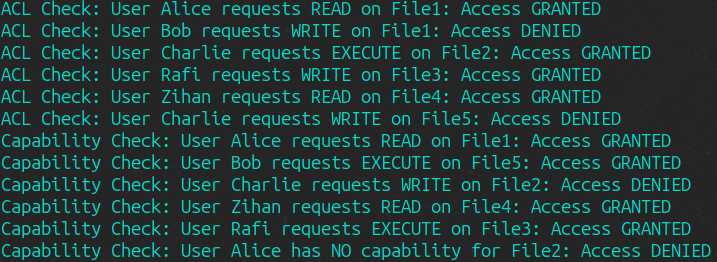 ACL Check: User Alice requests READ on File1: Access GRANTED
ACL Check: User Bob requests WRITE on File1: Access DENIED
ACL Check: User Charlie requests EXECUTE on File2: Access GRANTED
ACL Check: User Rafi requests WRITE on File3: Access GRANTED
ACL Check: User Zihan requests READ on File4: Access GRANTED
ACL Check: User Charlie requests WRITE on File5: Access DENIED
Capability Check: User Alice requests READ on File1: Access GRANTED
Capability Check: User Bob requests EXECUTE on File5: Access GRANTED
Capability Check: User Charlie requests WRITE on File2: Access DENIED
Capability Check: User Zihan requests READ on File4: Access GRANTED
Capability Check: User Rafi requests EXECUTE on File3: Access GRANTED
Capability Check: User Alice has NO capability for File2: Access DENIED